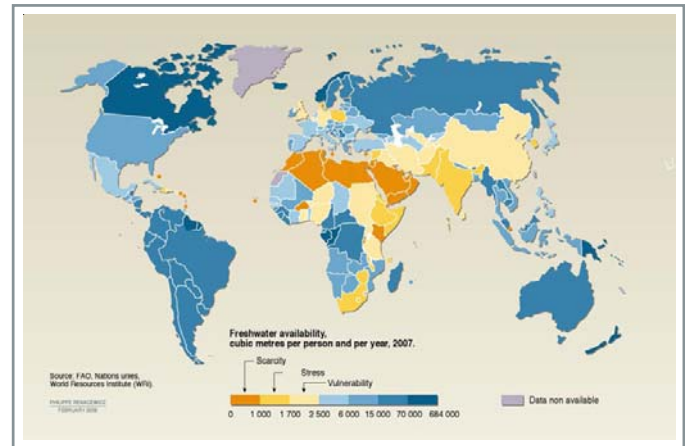 Freshwater availability,
cubic metres per person and per year, 2007.
Scarcity
Stress
Vulnerability
0 1 000 1 700 2 500 6 000 15 000 70 000 684 000
Data non available
Source: FAO, Nations unies,
World Resources Institute (WRI).
PHILIPPE REKACEWICZ
FEBRUARY 2008